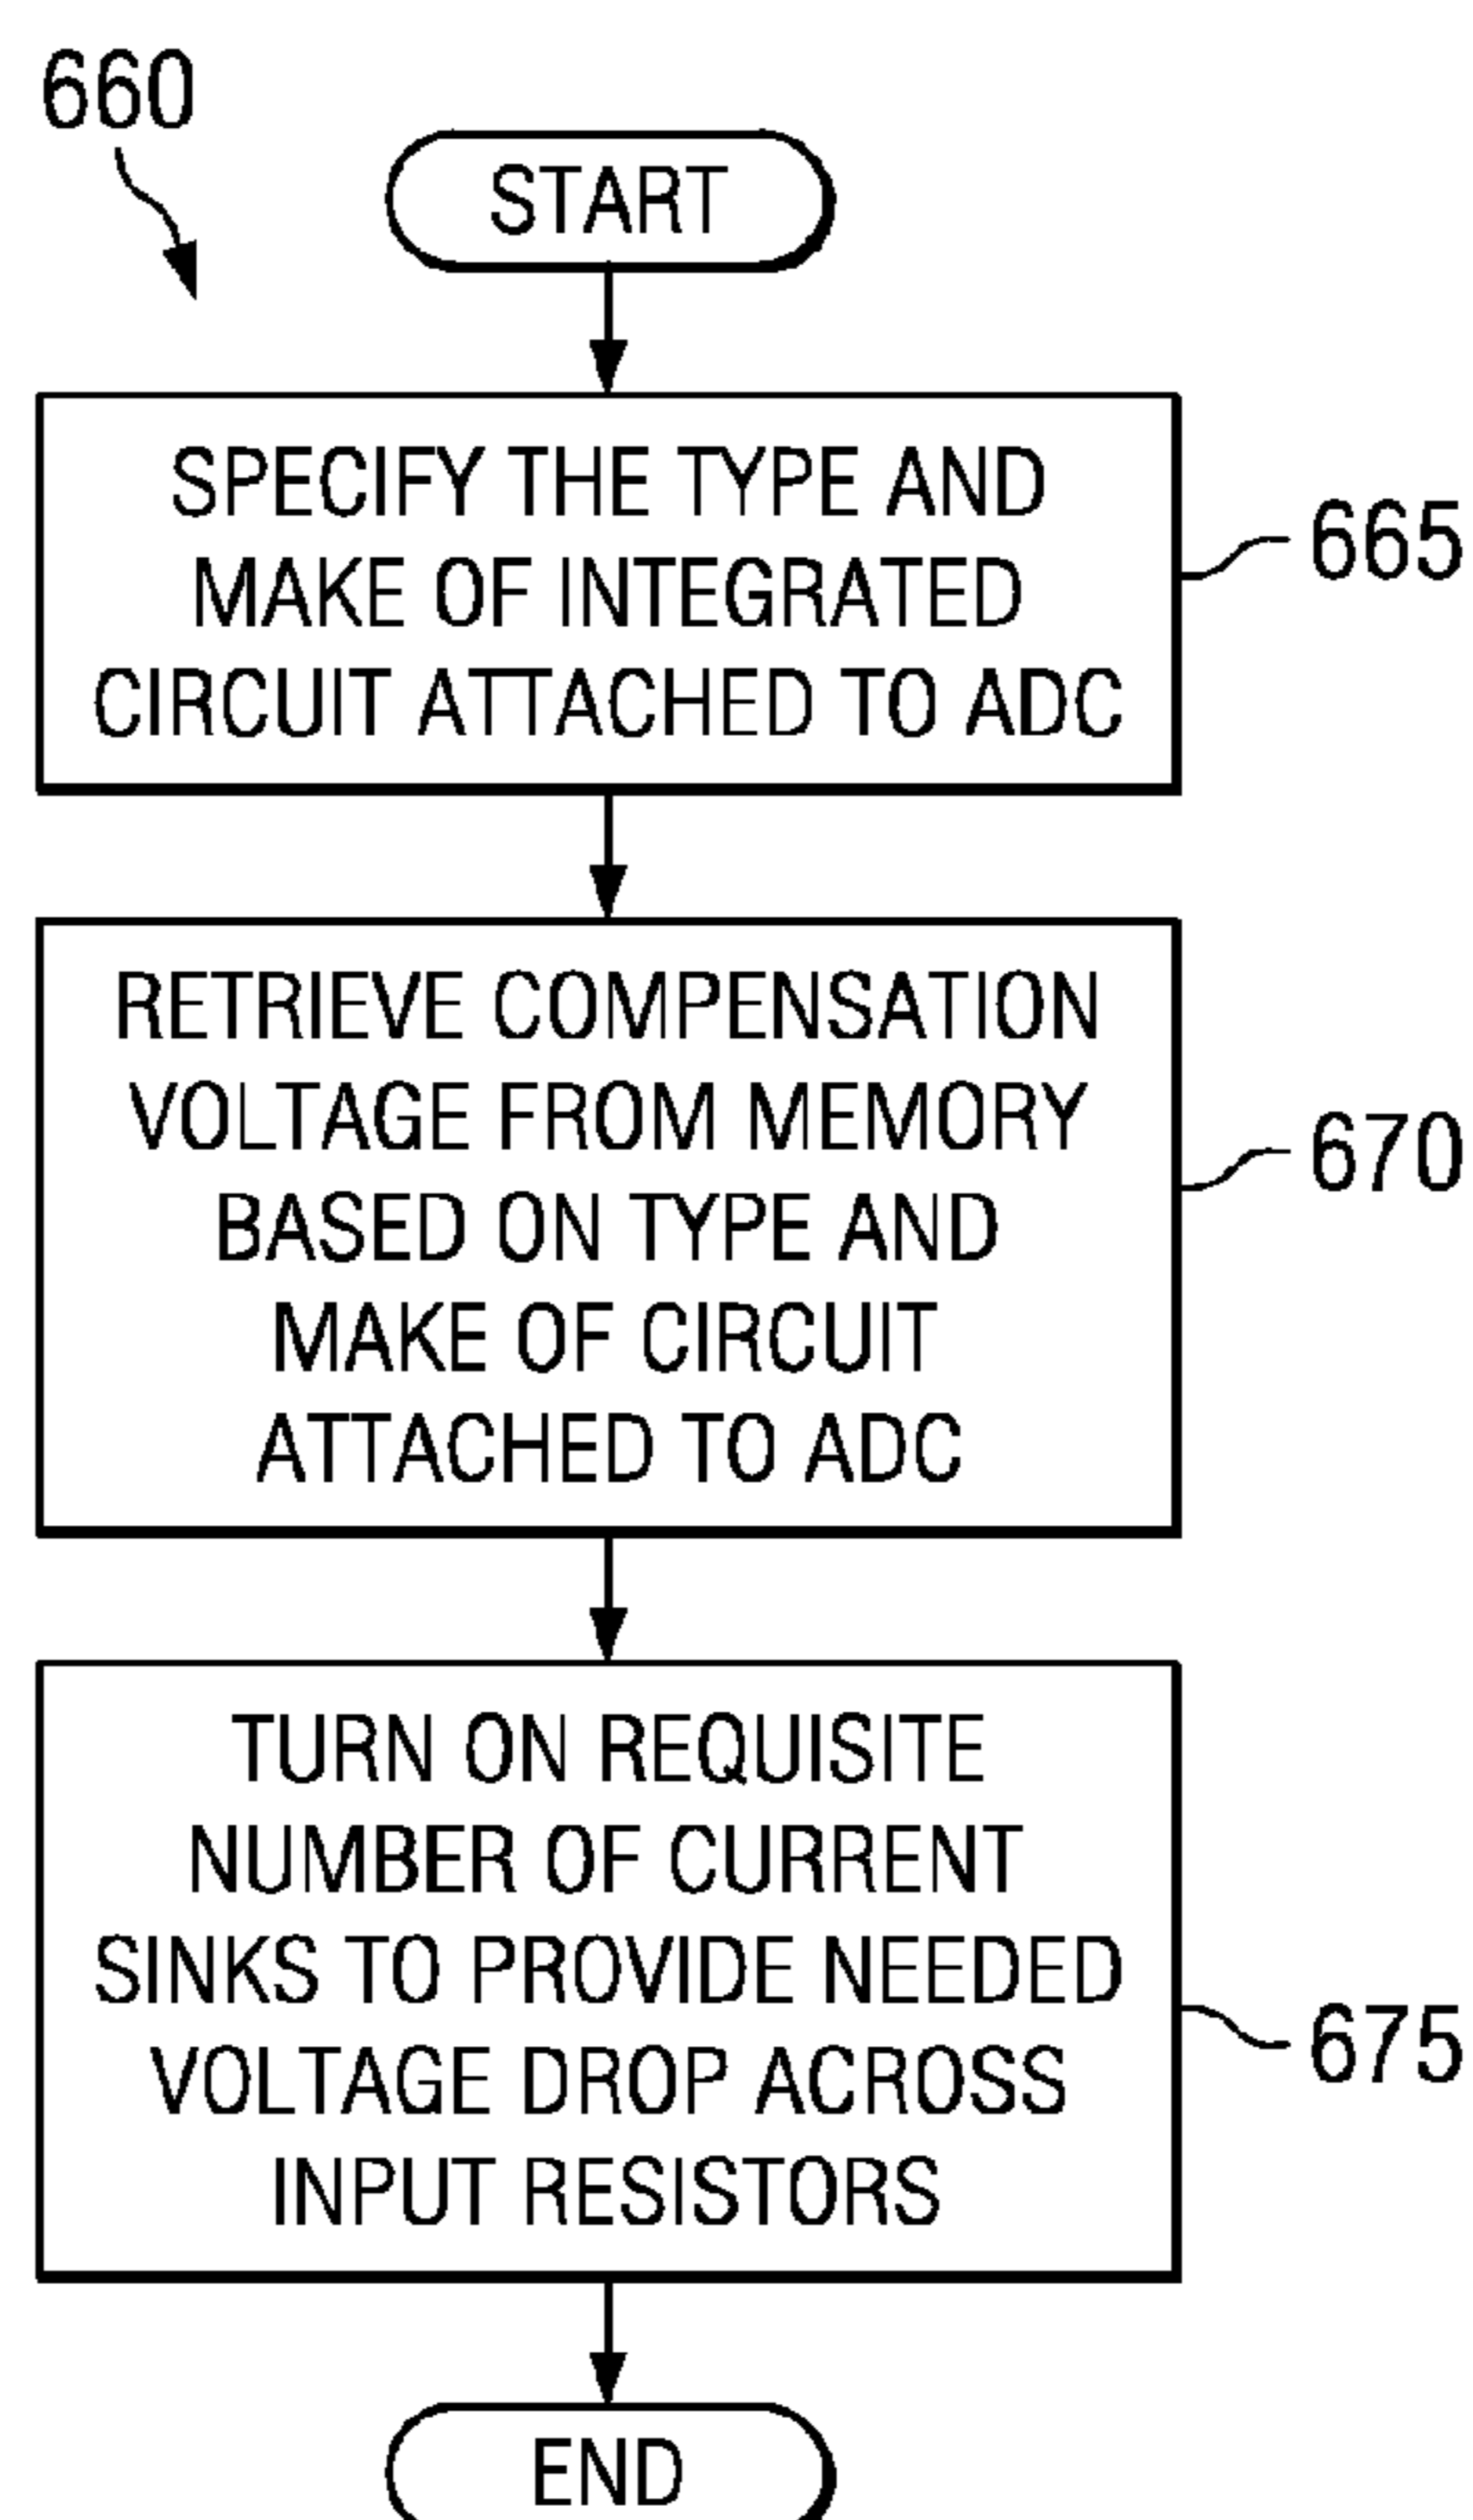 660
START
SPECIFY THE TYPE AND
MAKE OF INTEGRATED
CIRCUIT ATTACHED TO ADC
665
RETRIEVE COMPENSATION
VOLTAGE FROM MEMORY
BASED ON TYPE AND
MAKE OF CIRCUIT
ATTACHED TO ADC
670
TURN ON REQUISITE
NUMBER OF CURRENT
SINKS TO PROVIDE NEEDED
VOLTAGE DROP ACROSS
INPUT RESISTORS
675
END